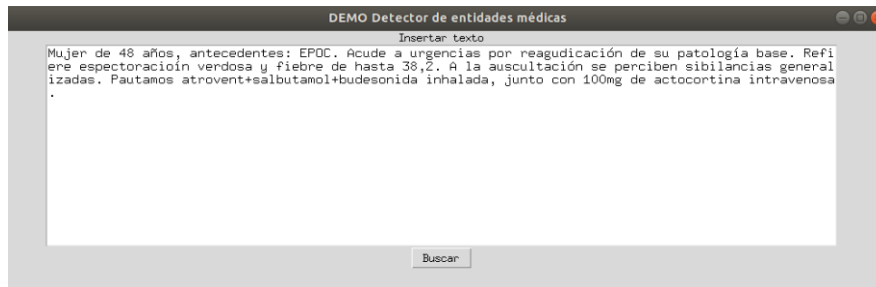 DEMO Detector de entidades médicas
Insertar texto
Mujer de 48 años, antecedentes: EPOC. Acude a urgencias por reagudicación de su patología base. Refi
ere espectoracioín verdosa y fiebre de hasta 38,2. A la auscultación se perciben sibilancias general
izadas. Pautamos atrovent+salbutamol+budesonida inhalada, junto con 100mg de actocortina intravenosa
.
Buscar